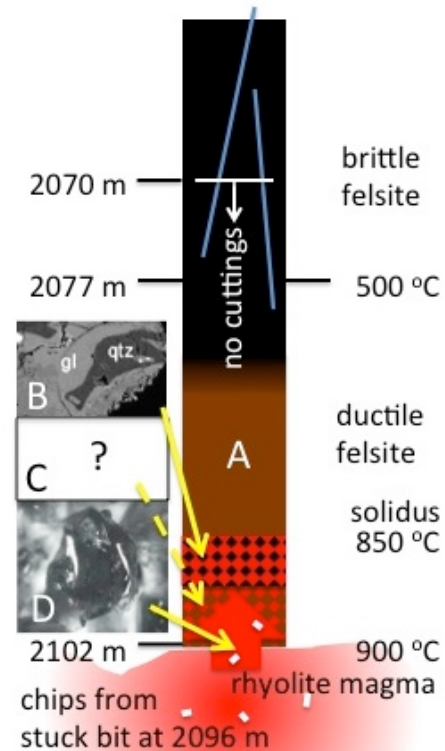 2070 m
brittle
felsite
no cuttings
2077 m
500 °C
gl
qtz
B
?
C
D
A
ductile
felsite
solidus
850 °C
2102 m
900 °C
rhyolite magma
chips from
stuck bit at 2096 m